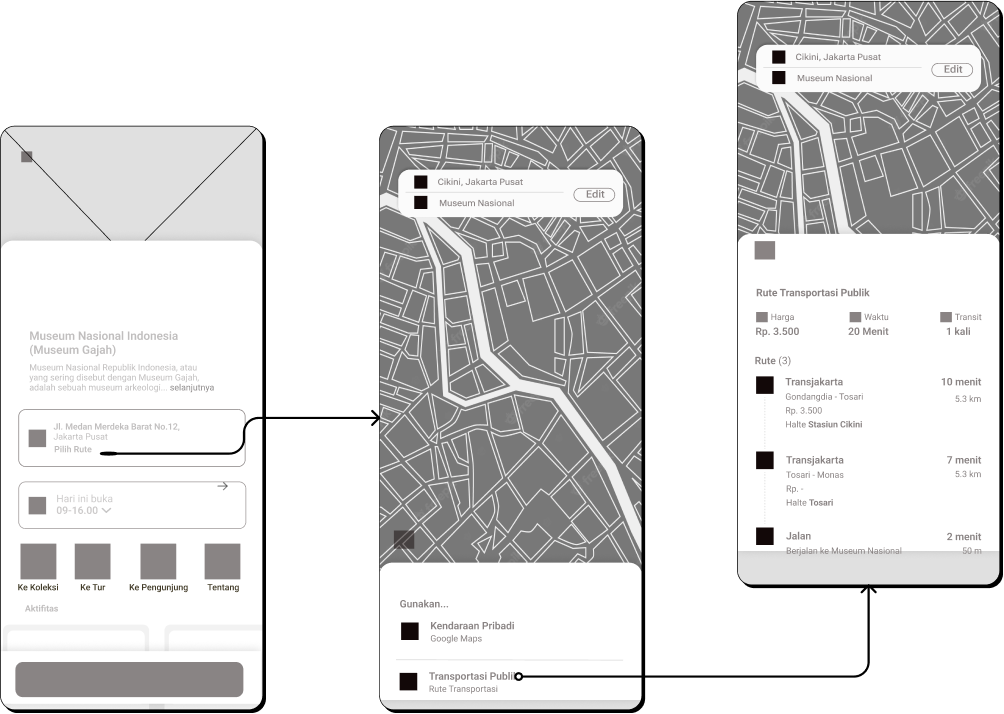 Museum Nasional Indonesia
(Museum Gajah)
Museum Nasional Republik Indonesia, atau
yang sering disebut dengan Museum Gajah,
adalah sebuah museum arkeologi... selanjutnya
Jl. Medan Merdeka Barat No.12,
Jakarta Pusat
Pilih Rute
Hari ini buka
09-16.00
Ke Koleksi Ke Tur Ke Pengunjung Tentang
Aktifitas
Cikini, Jakarta Pusat
Museum Nasional
Edit
Gunakan...
Kendaraan Pribadi
Google Maps
Transportasi Publik
Rute Transportasi
Cikini, Jakarta Pusat
Museum Nasional
Edit
Rute Transportasi Publik
Harga Waktu Transit
Rp. 3.500 20 Menit 1 kali
Rute (3)
Transjakarta 10 menit
Gondangdia - Tosari 5.3 km
Rp. 3.500
Halte Stasiun Cikini
Transjakarta 7 menit
Tosari - Monas 5.3 km
Rp. -
Halte Tosari
Jalan 2 menit
Berjalan ke Museum Nasional 50 m